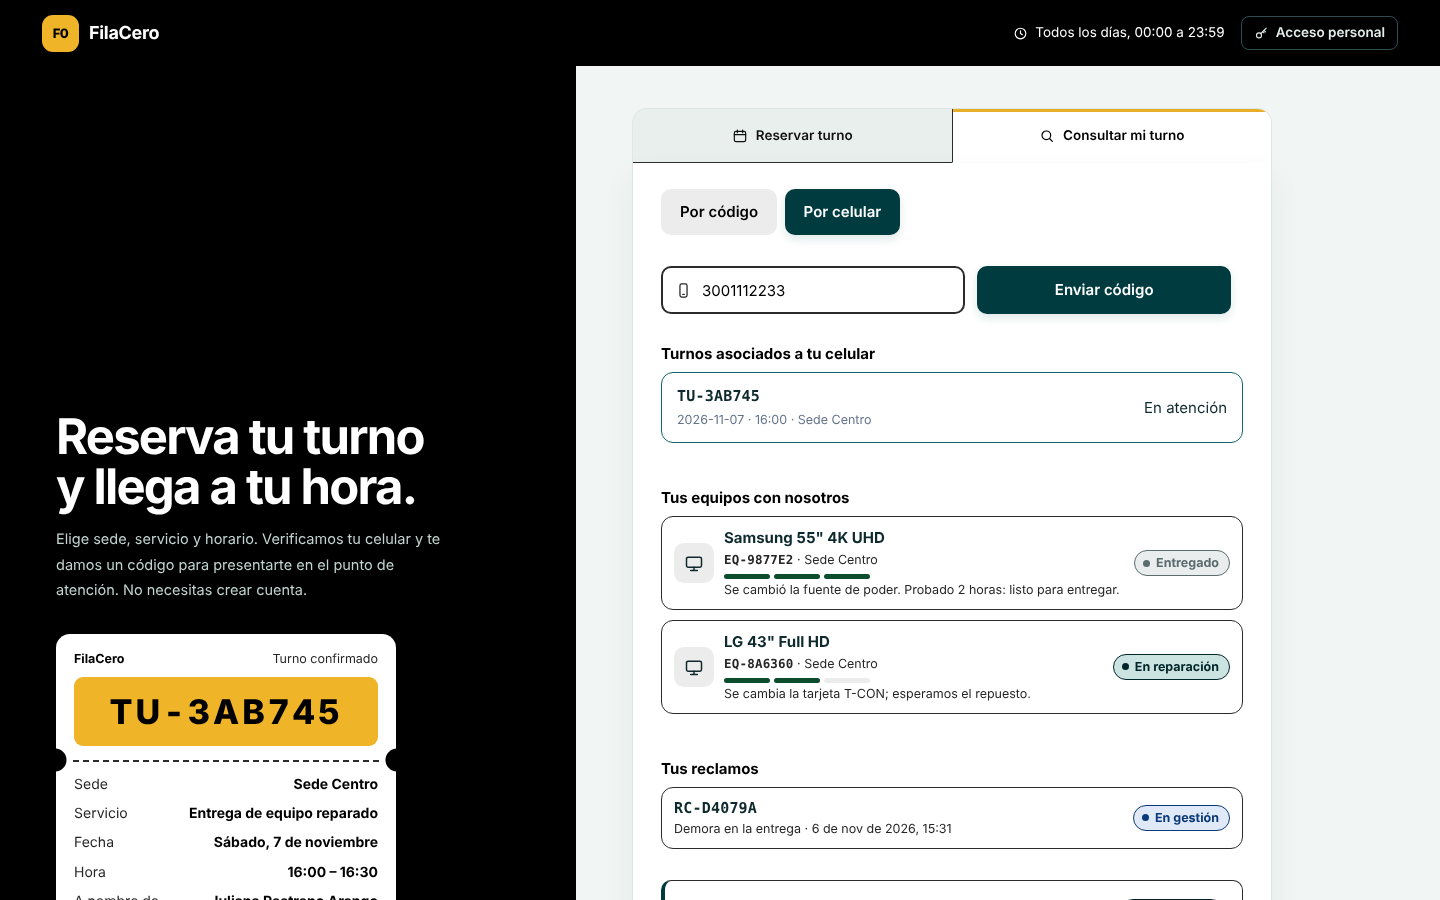 F0 FilaCero
Todos los días, 00:00 a 23:59
Acceso personal
Reserva tu turno
y llega a tu hora.
Elige sede, servicio y horario. Verificamos tu celular y te
damos un código para presentarte en el punto de
atención. No necesitas crear cuenta.
FilaCero Turno confirmado
TU-3AB745
Sede Sede Centro
Servicio Entrega de equipo reparado
Fecha Sábado, 7 de noviembre
Hora 16:00 – 16:30
Reservar turno
Consultar mi turno
Por código
Por celular
3001112233
Enviar código
Turnos asociados a tu celular
TU-3AB745
2026-11-07 · 16:00 · Sede Centro
En atención
Tus equipos con nosotros
Samsung 55" 4K UHD
EQ-9877E2 · Sede Centro
Se cambió la fuente de poder. Probado 2 horas: listo para entregar.
Entregado
LG 43" Full HD
EQ-8A6360 · Sede Centro
Se cambia la tarjeta T-CON; esperamos el repuesto.
En reparación
Tus reclamos
RC-D4079A
Demora en la entrega · 6 de nov de 2026, 15:31
En gestión